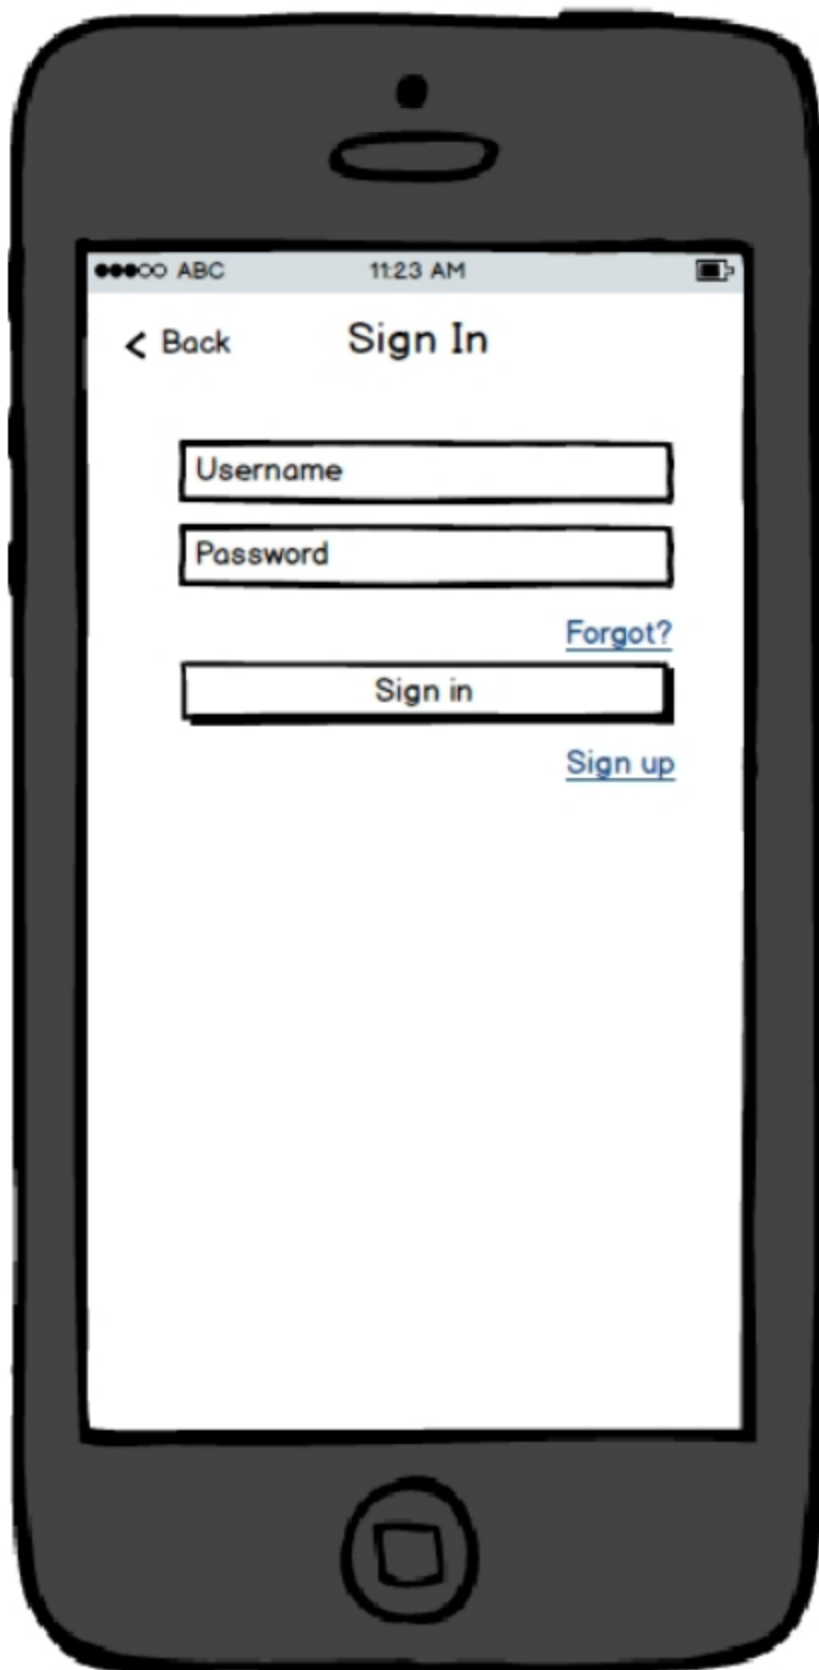 ABC 11:23 AM
Back Sign In
Username
Password
Forgot?
Sign in
Sign up